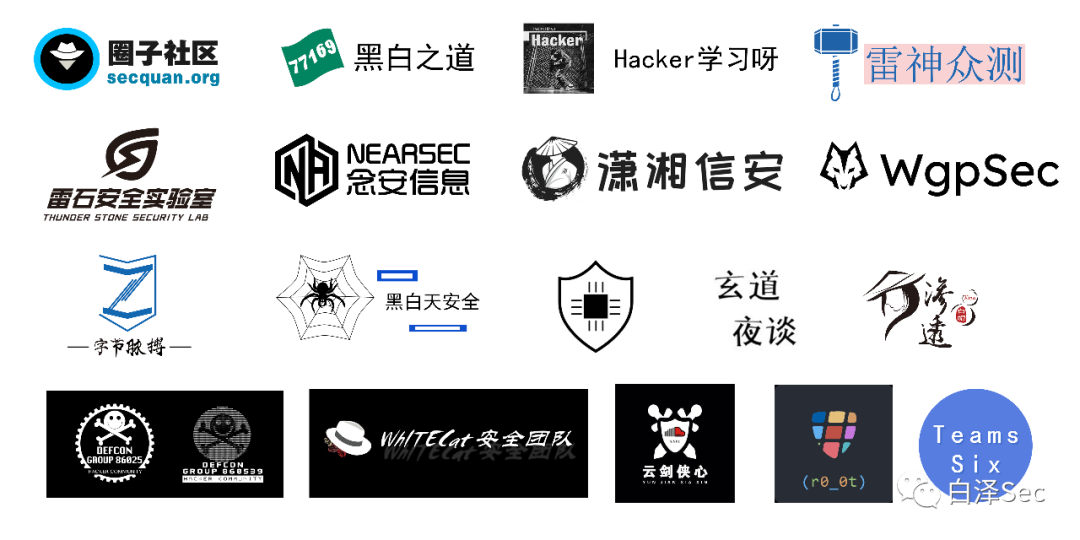 圈子社区
secquan.org
77169
黑白之道
Hacker
Hacker学习呀
雷神众测
雷石安全实验室
THUNDER STONE SECURITY LAB
NEARSEC
念安信息
潇湘信安
WgpSec
字节脉搏
黑白天安全
玄道
夜谈
渗透
DEFCON
GROUP 86025
HACKER COMMUNITY
DEFCON
GROUP 860539
HACKER COMMUNITY
WhITECat安全团队
云剑侠心
YUN JIAN XIA XIN
(r0_0t)
Teams
Six
白泽Sec